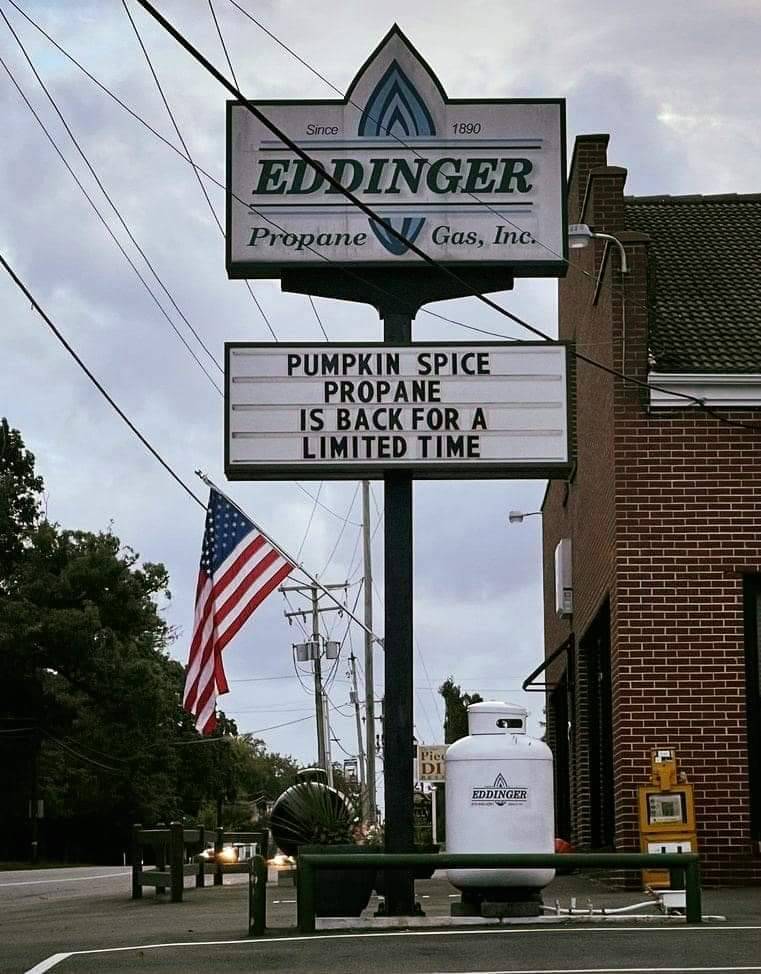 Since 1890
EDDINGER
Propane Gas, Inc.
PUMPKIN SPICE
PROPANE
IS BACK FOR A
LIMITED TIME
EDDINGER